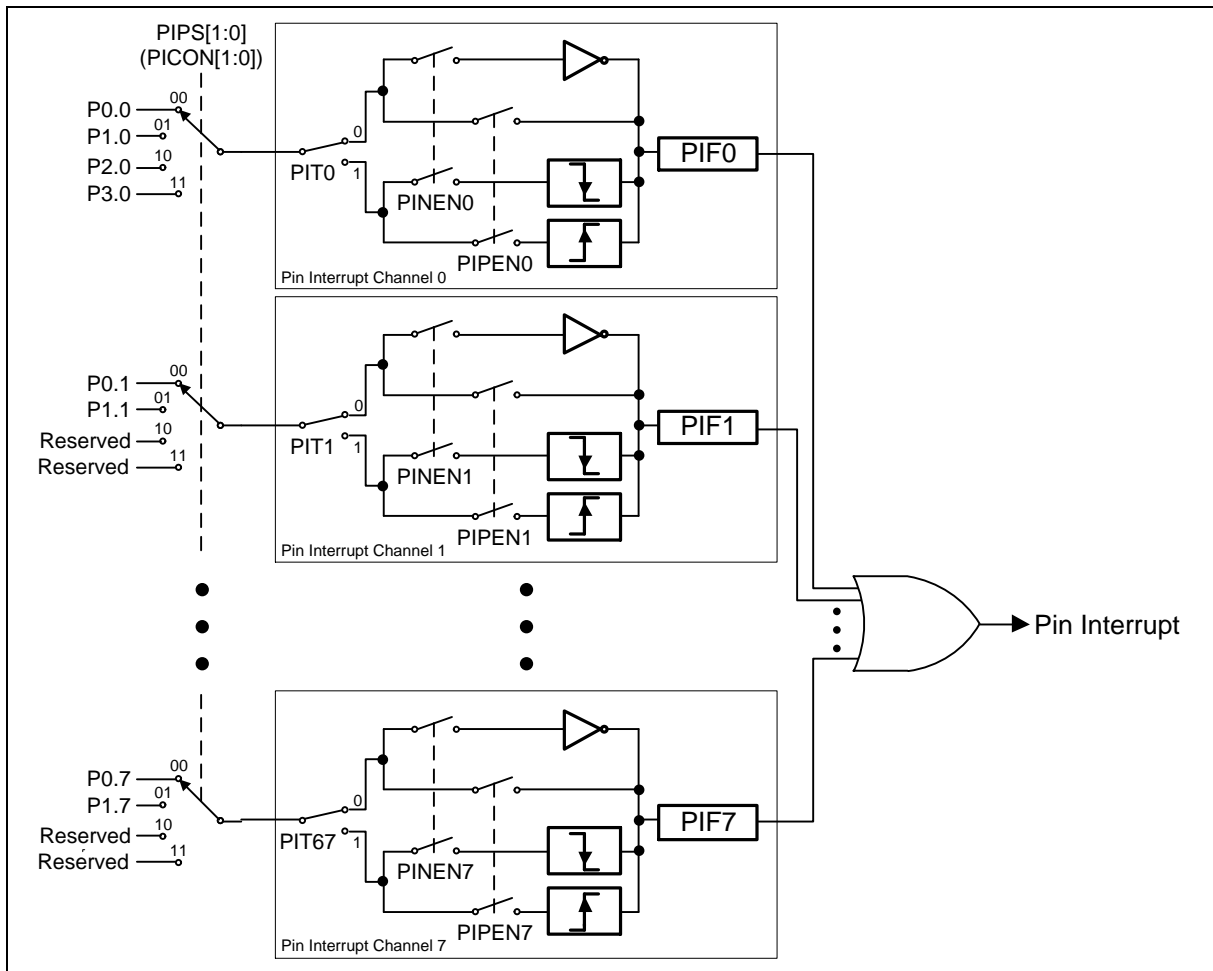 PIPS[1:0]
(PICON[1:0])
P0.0
00
P1.0
01
P2.0
10
P3.0
11
PIT0
0
1
PINEN0
PIPEN0
PIF0
Pin Interrupt Channel 0
P0.1
00
P1.1
01
Reserved
10
Reserved
11
PIT1
0
1
PINEN1
PIPEN1
PIF1
Pin Interrupt Channel 1
Pin Interrupt
P0.7
00
P1.7
01
Reserved
10
Reserved
11
PIT67
0
1
PINEN7
PIPEN7
PIF7
Pin Interrupt Channel 7